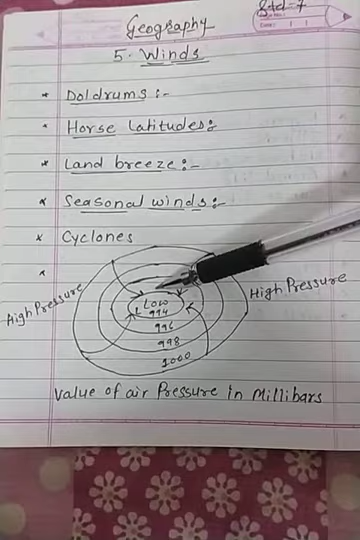 Geography
Std-7
5. Winds
* Doldrums :-
* Horse latitudes:
* Land breeze:-
* Seasonal winds:-
* Cyclones
*
High Pressure
High Pressure
Low
L
994
996
998
1000
Value of air Pressure in Millibars